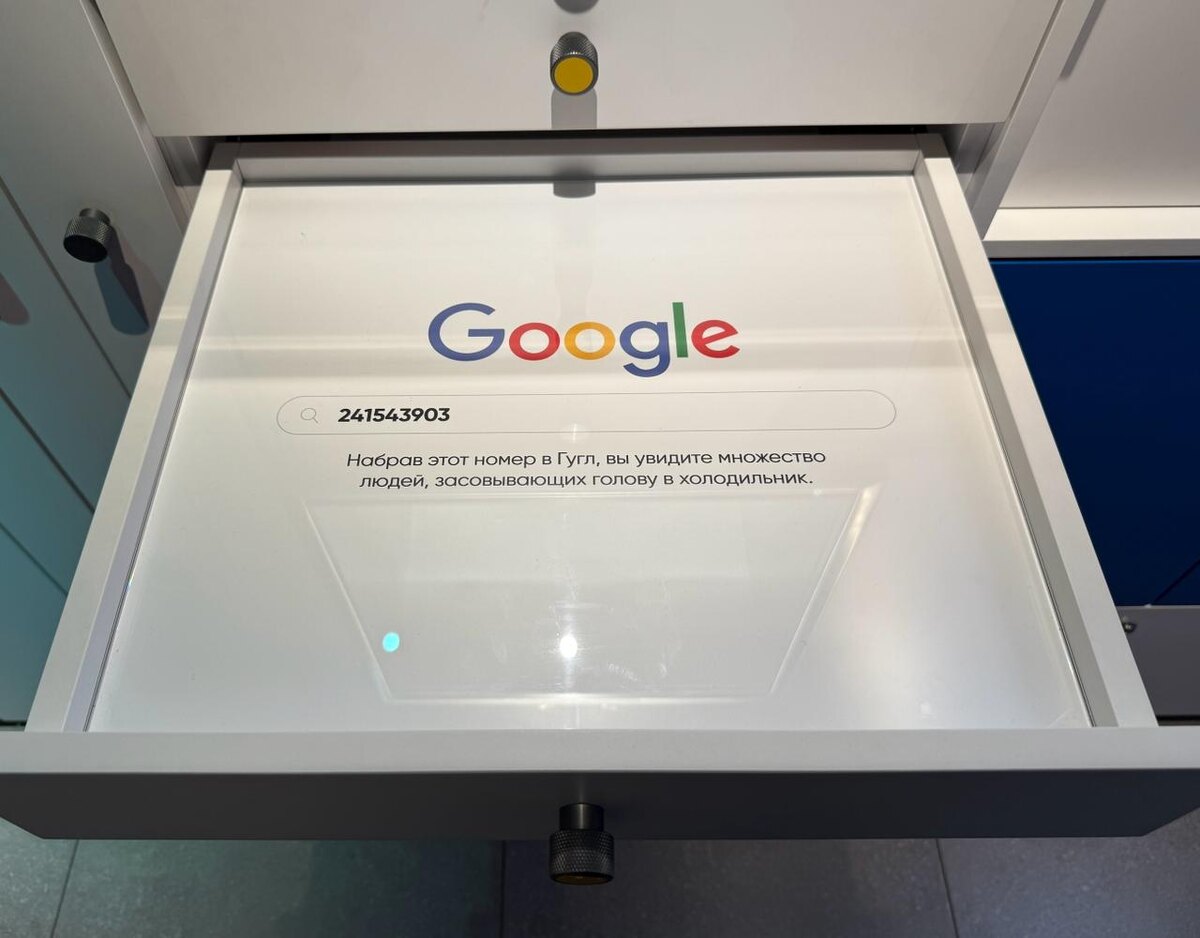 Google
241543903
Набрав этот номер в Гугл, вы увидите множество
людей, засовывающих голову в холодильник.